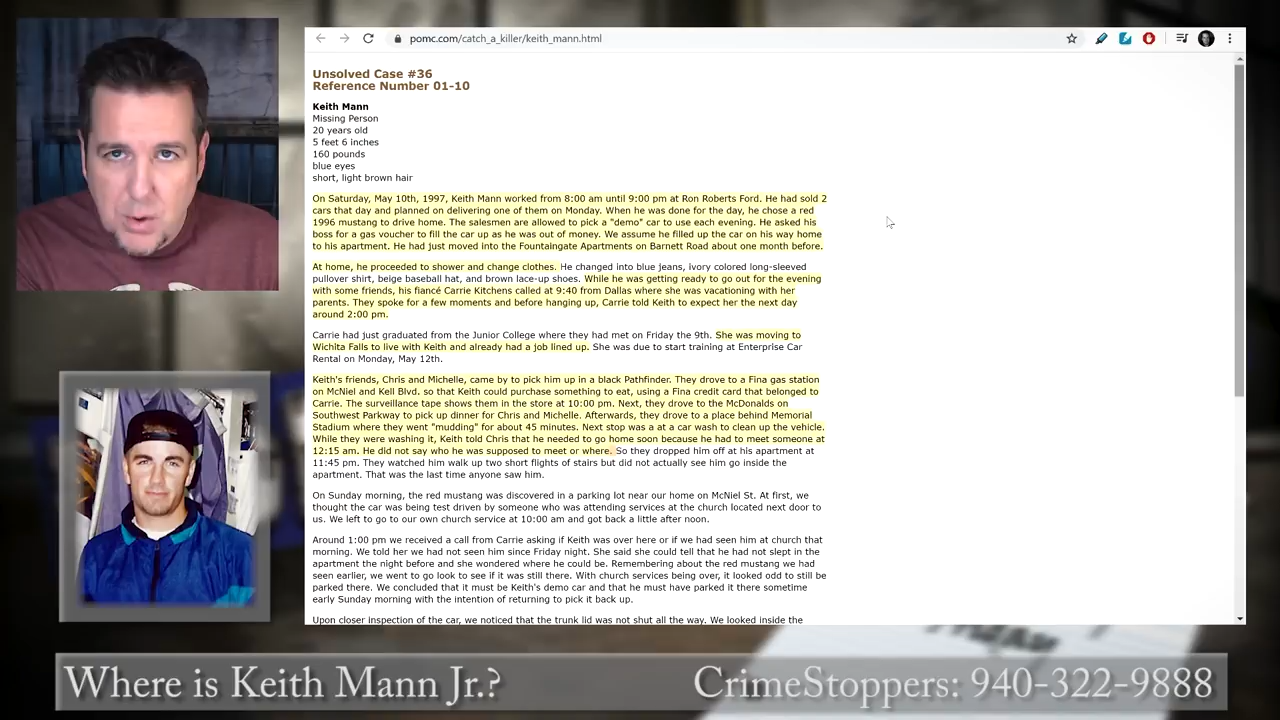 pomc.com/catch_a_killer/keith_mann.html
Unsolved Case #36
Reference Number 01-10
Keith Mann
Missing Person
20 years old
5 feet 6 inches
160 pounds
blue eyes
short, light brown hair
On Saturday, May 10th, 1997, Keith Mann worked from 8:00 am until 9:00 pm at Ron Roberts Ford. He had sold 2
cars that day and planned on delivering one of them on Monday. When he was done for the day, he chose a red
1996 mustang to drive home. The salesmen are allowed to pick a "demo" car to use each evening. He asked his
boss for a gas voucher to fill the car up as he was out of money. We assume he filled up the car on his way home
to his apartment. He had just moved into the Fountaingate Apartments on Barnett Road about one month before.
At home, he proceeded to shower and change clothes. He changed into blue jeans, ivory colored long-sleeved
pullover shirt, beige baseball hat, and brown lace-up shoes. While he was getting ready to go out for the evening
with some friends, his fiancé Carrie Kitchens called at 9:40 from Dallas where she was vacationing with her
parents. They spoke for a few moments and before hanging up, Carrie told Keith to expect her the next day
around 2:00 pm.
Carrie had just graduated from the Junior College where they had met on Friday the 9th. She was moving to
Wichita Falls to live with Keith and already had a job lined up. She was due to start training at Enterprise Car
Rental on Monday, May 12th.
Keith's friends, Chris and Michelle, came by to pick him up in a black Pathfinder. They drove to a Fina gas station
on McNiel and Kell Blvd. so that Keith could purchase something to eat, using a Fina credit card that belonged to
Carrie. The surveillance tape shows them in the store at 10:00 pm. Next, they drove to the McDonalds on
Southwest Parkway to pick up dinner for Chris and Michelle. Afterwards, they drove to a place behind Memorial
Stadium where they went "mudding" for about 45 minutes. Next stop was a at a car wash to clean up the vehicle.
While they were washing it, Keith told Chris that he needed to go home soon because he had to meet someone at
12:15 am. He did not say who he was supposed to meet or where. So they dropped him off at his apartment at
11:45 pm. They watched him walk up two short flights of stairs but did not actually see him go inside the
apartment. That was the last time anyone saw him.
On Sunday morning, the red mustang was discovered in a parking lot near our home on McNiel St. At first, we
thought the car was being test driven by someone who was attending services at the church located next door to
us. We left to go to our own church service at 10:00 am and got back a little after noon.
Around 1:00 pm we received a call from Carrie asking if Keith was over here or if we had seen him at church that
morning. We told her we had not seen him since Friday night. She said she could tell that he had not slept in the
apartment the night before and she wondered where he could be. Remembering about the red mustang we had
seen earlier, we went to go look to see if it was still there. With church services being over, it looked odd to still be
parked there. We concluded that it must be Keith's demo car and that he must have parked it there sometime
early Sunday morning with the intention of returning to pick it back up.
Upon closer inspection of the car, we noticed that the trunk lid was not shut all the way. We looked inside the
Where is Keith Mann Jr.?
CrimeStoppers: 940-322-9888